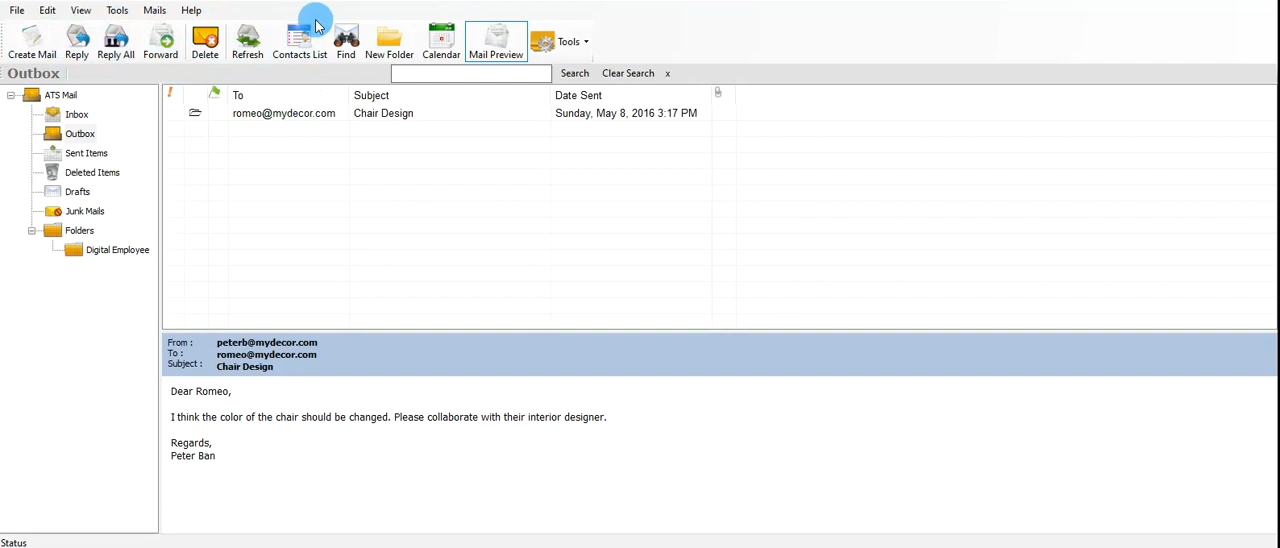 File Edit View Tools Mails Help
Create Mail Reply Reply All Forward Delete Refresh Contacts List Find New Folder Calendar Mail Preview Tools
Outbox Search Clear Search x
ATS Mail
Inbox
Outbox
Sent Items
Deleted Items
Drafts
Junk Mails
Folders
Digital Employee
! To Subject Date Sent
romeo@mydecor.com Chair Design Sunday, May 8, 2016 3:17 PM
From : peterb@mydecor.com
To : romeo@mydecor.com
Subject : Chair Design
Dear Romeo,
I think the color of the chair should be changed. Please collaborate with their interior designer.
Regards,
Peter Ban
Status